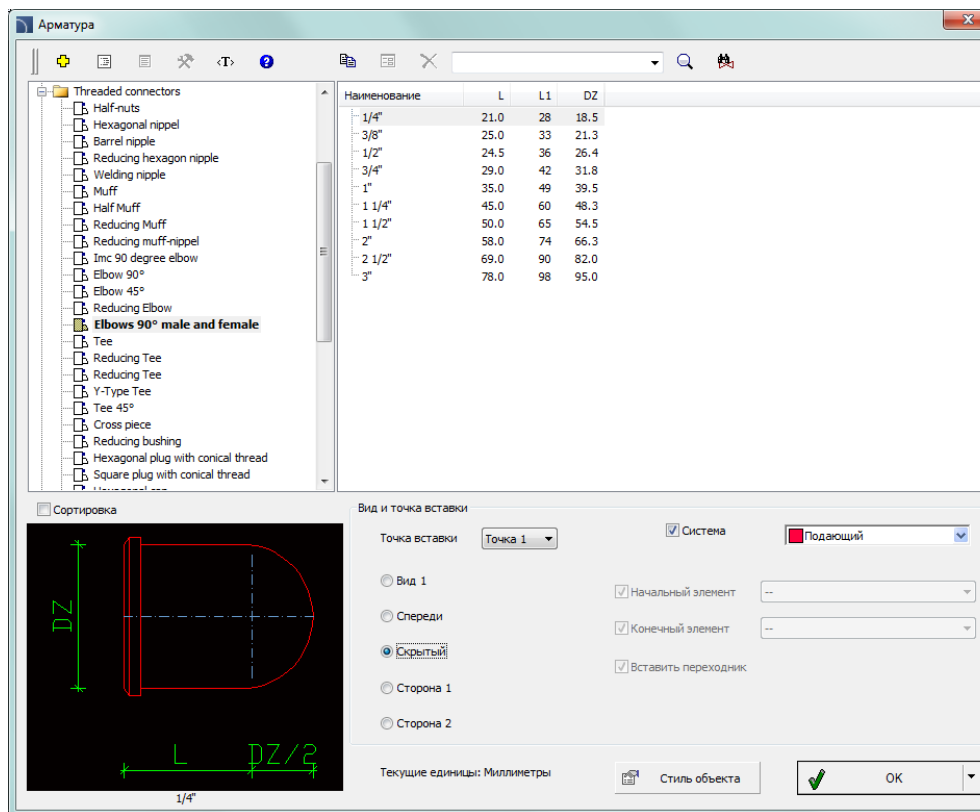 Арматура
<T>
Threaded connectors
Half-nuts
Hexagonal nippel
Barrel nipple
Reducing hexagon nipple
Welding nipple
Muff
Half Muff
Reducing Muff
Reducing muff-nippel
Imc 90 degree elbow
Elbow 90°
Elbow 45°
Reducing Elbow
Elbows 90° male and female
Tee
Reducing Tee
Reducing Tee
Y-Type Tee
Tee 45°
Cross piece
Reducing bushing
Hexagonal plug with conical thread
Square plug with conical thread
Наименование L L1 DZ
1/4" 21.0 28 18.5
3/8" 25.0 33 21.3
1/2" 24.5 36 26.4
3/4" 29.0 42 31.8
1" 35.0 49 39.5
1 1/4" 45.0 60 48.3
1 1/2" 50.0 65 54.5
2" 58.0 74 66.3
2 1/2" 69.0 90 82.0
3" 78.0 98 95.0
Сортировка
DZ
L DZ/2
1/4"
Вид и точка вставки
Точка вставки Точка 1
Вид 1
Спереди
Скрытый
Сторона 1
Сторона 2
Система Подающий
Начальный элемент --
Конечный элемент --
Вставить переходник
Текущие единицы: Миллиметры
Стиль объекта
OK